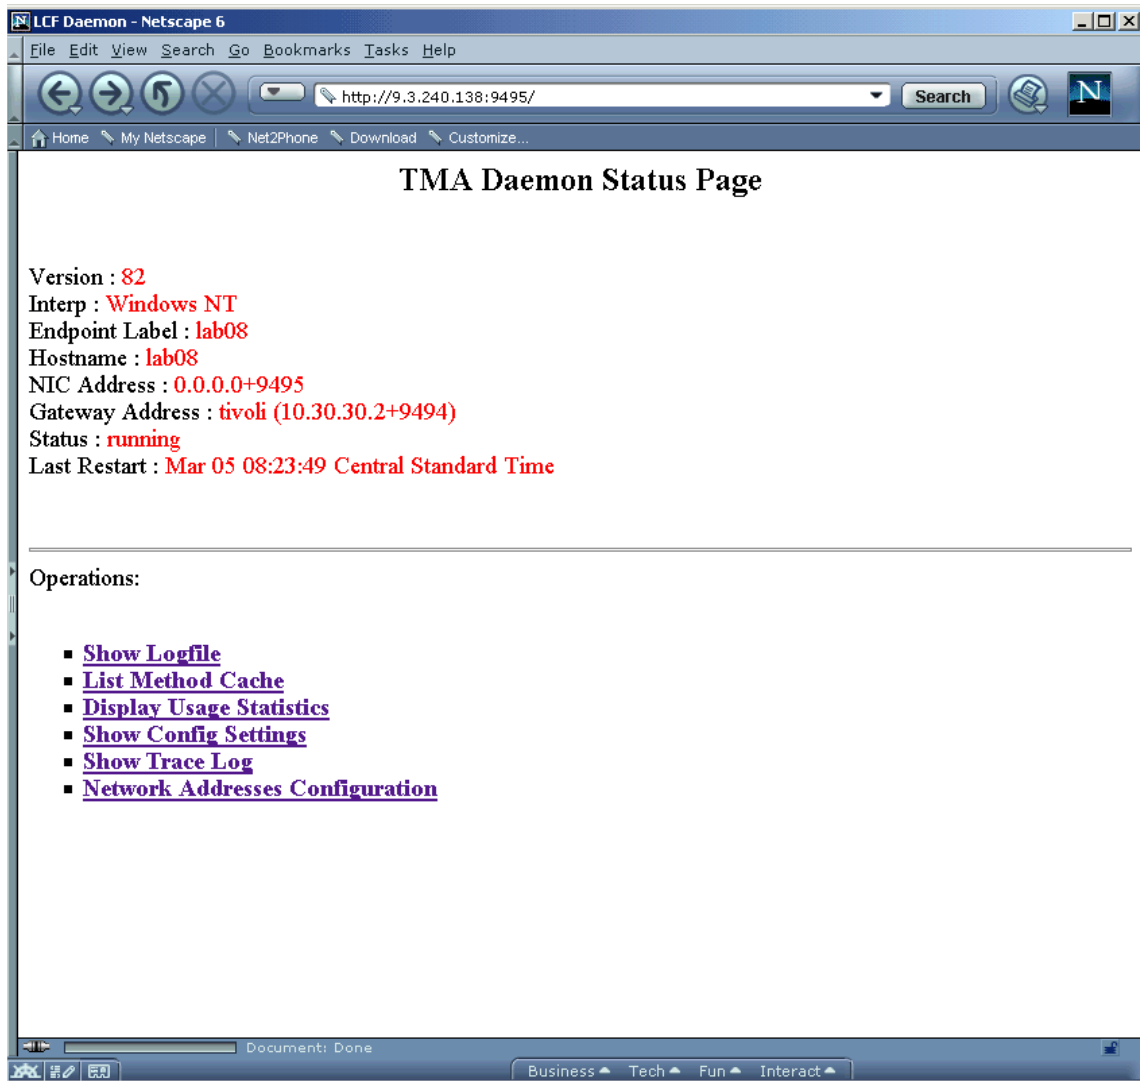 LCF Daemon - Netscape 6
File Edit View Search Go Bookmarks Tasks Help
http://9.3.240.138:9495/
Search
N
Home My Netscape Net2Phone Download Customize...
TMA Daemon Status Page
Version : 82
Interp : Windows NT
Endpoint Label : lab08
Hostname : lab08
NIC Address : 0.0.0.0+9495
Gateway Address : tivoli (10.30.30.2+9494)
Status : running
Last Restart : Mar 05 08:23:49 Central Standard Time
Operations:
Show Logfile
List Method Cache
Display Usage Statistics
Show Config Settings
Show Trace Log
Network Addresses Configuration
Document: Done
Business Tech Fun Interact